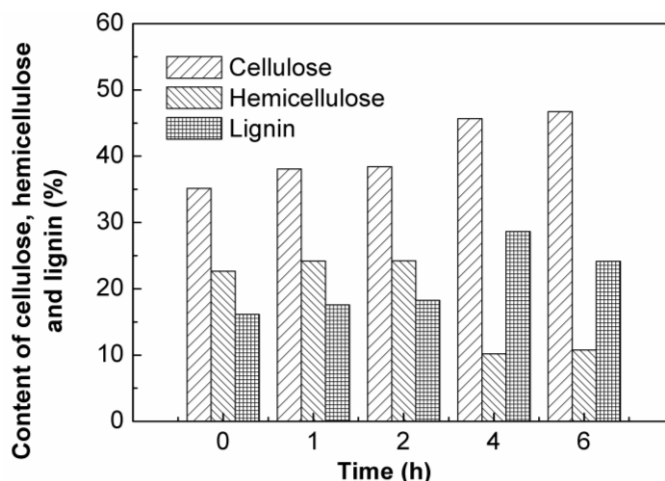 Content of cellulose, hemicellulose
and lignin (%)
60
50
40
30
20
10
0
Cellulose
Hemicellulose
Lignin
0 1 2 4 6
Time (h)